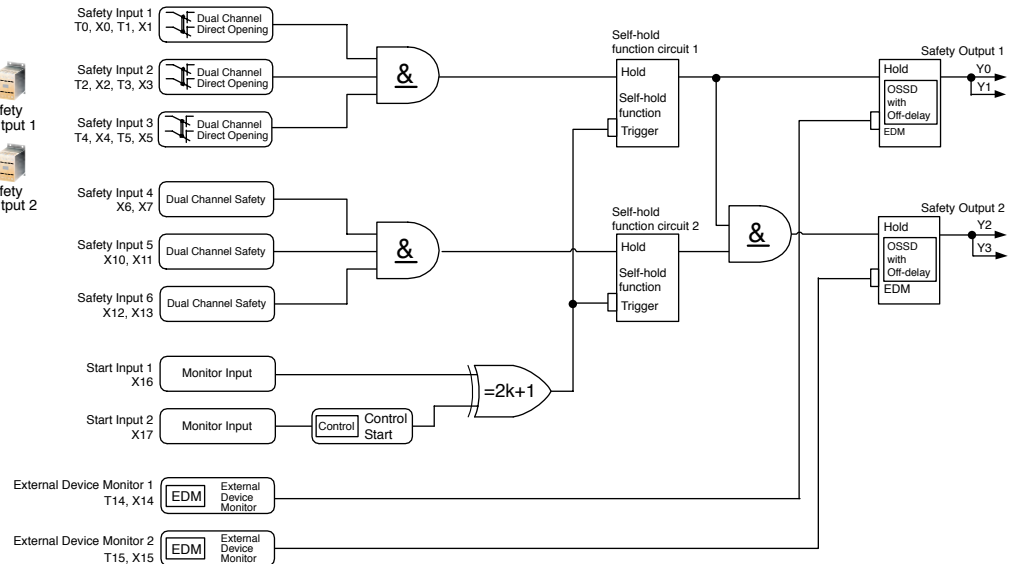 Safety Input 1
T0, X0, T1, X1
Dual Channel
Direct Opening
Safety Input 2
T2, X2, T3, X3
Dual Channel
Direct Opening
Safety Input 3
T4, X4, T5, X5
Dual Channel
Direct Opening
&
fety
tput 1
fety
tput 2
Safety Input 4
X6, X7
Dual Channel Safety
Safety Input 5
X10, X11
Dual Channel Safety
Safety Input 6
X12, X13
Dual Channel Safety
&
Start Input 1
X16
Monitor Input
Start Input 2
X17
Monitor Input
Control
Control
Start
=2k+1
External Device Monitor 1
T14, X14
EDM
External
Device
Monitor
External Device Monitor 2
T15, X15
EDM
External
Device
Monitor
Self-hold
function circuit 1
Hold
Self-hold
function
Trigger
Self-hold
function circuit 2
Hold
Self-hold
function
Trigger
&
Safety Output 1
Hold
OSSD
with
Off-delay
EDM
Y0
Y1
Safety Output 2
Hold
OSSD
with
Off-delay
EDM
Y2
Y3